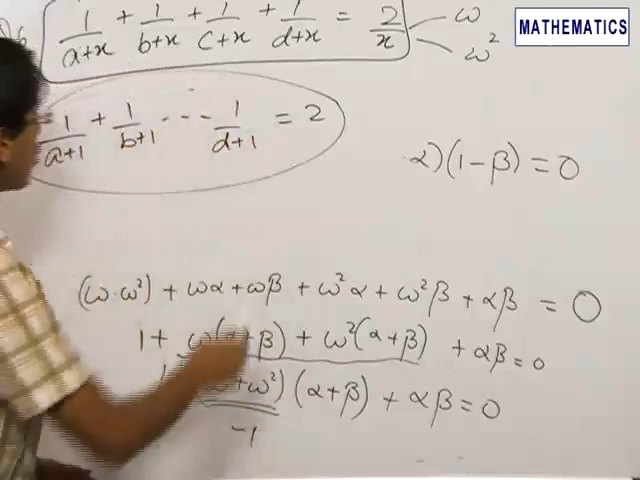 MATHEMATICS
1/(a+x) + 1/(b+x) + 1/(c+x) + 1/(d+x) = 2/x
ω
ω²
1/(a+1) + 1/(b+1) --- 1/(d+1) = 2
α)(1-β) = 0
(ω·ω²) + ωα + ωβ + ω²α + ω²β + αβ = 0
1 + ω( +β) + ω²(α+β) + αβ = 0
+ω²) (α+β) + αβ = 0
-1